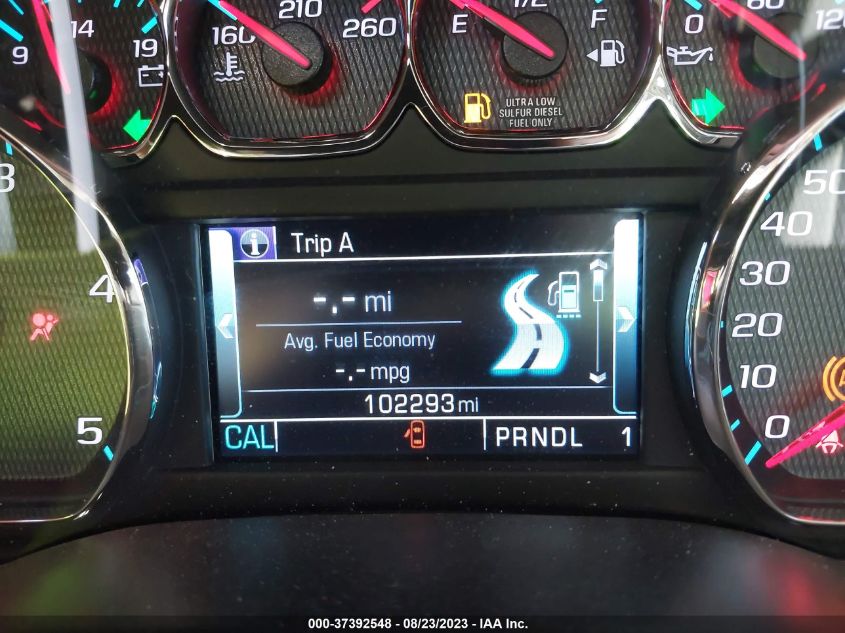 14
9
19
160
210
260
E
1/2
F
ULTRA LOW
SULFUR DIESEL
FUEL ONLY
0
80
120
3
4
5
Trip A
-.- mi
Avg. Fuel Economy
-.- mpg
102293 mi
CAL
PRNDL 1
50
40
30
20
10
0
000-37392548 - 08/23/2023 - IAA Inc.